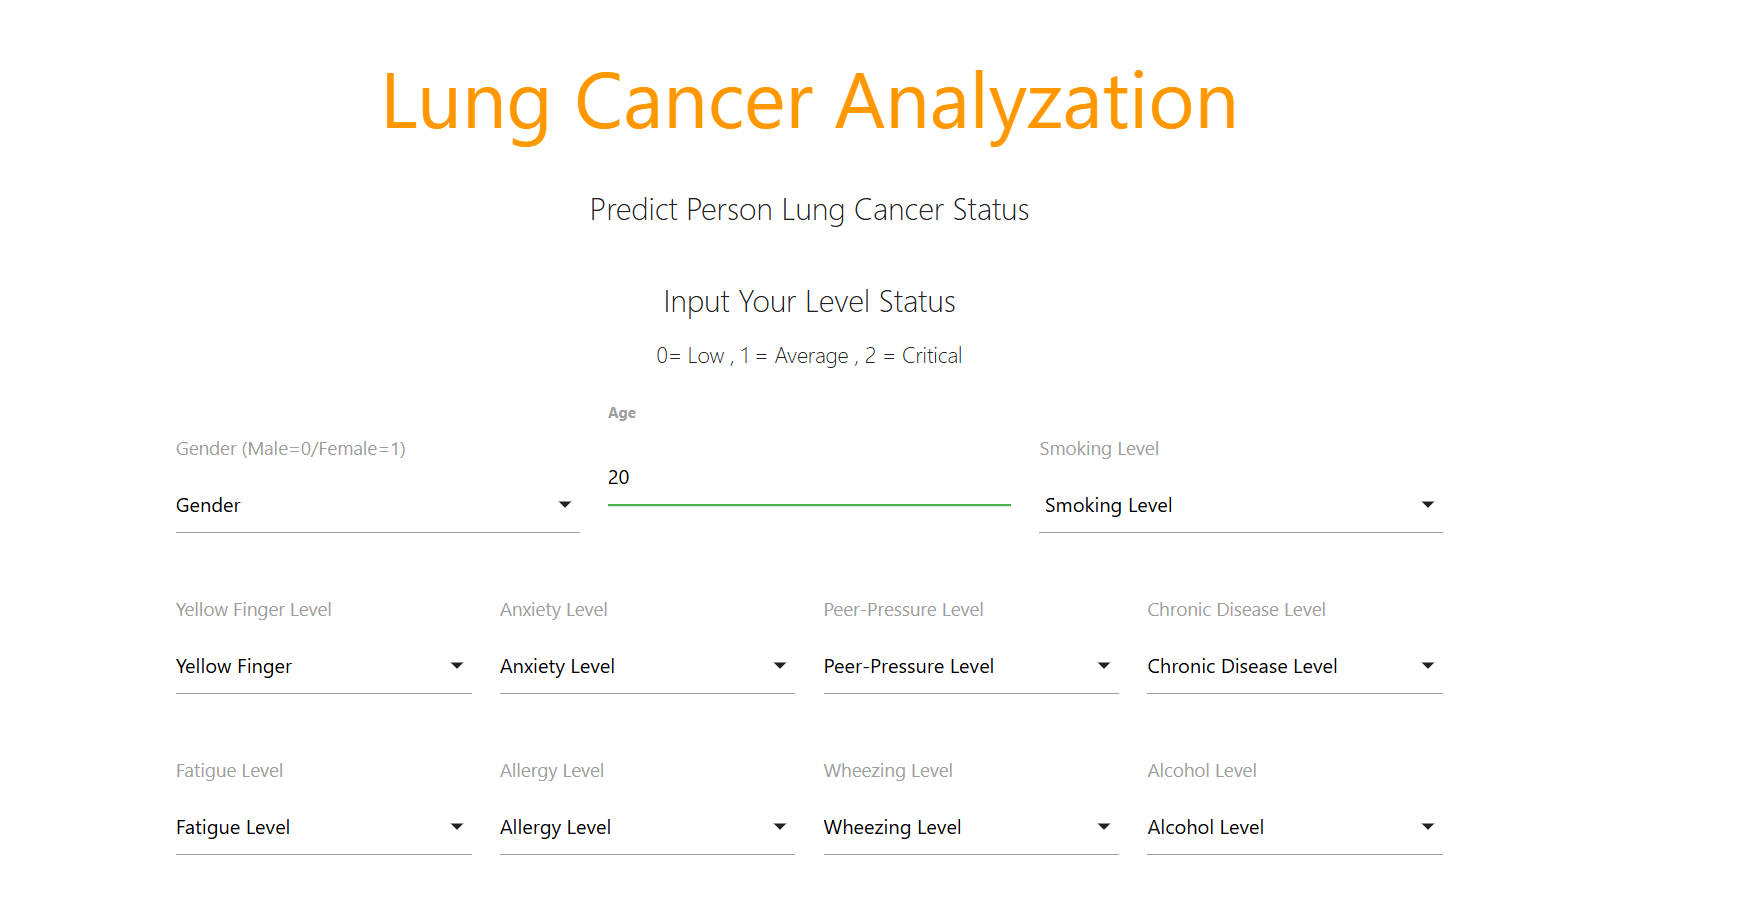 Lung Cancer Analyzation
Predict Person Lung Cancer Status
Input Your Level Status
0= Low , 1 = Average , 2 = Critical
Gender (Male=0/Female=1)
Gender
Age
20
Smoking Level
Smoking Level
Yellow Finger Level
Yellow Finger
Anxiety Level
Anxiety Level
Peer-Pressure Level
Peer-Pressure Level
Chronic Disease Level
Chronic Disease Level
Fatigue Level
Fatigue Level
Allergy Level
Allergy Level
Wheezing Level
Wheezing Level
Alcohol Level
Alcohol Level